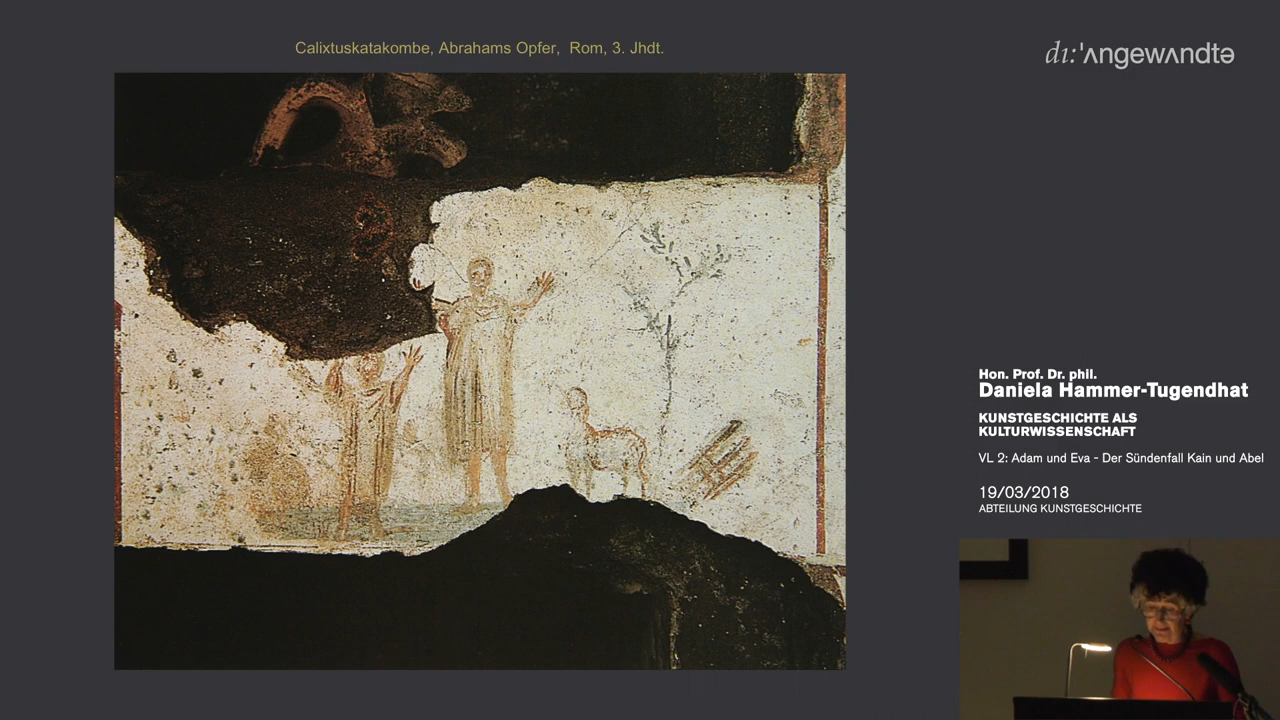 Calixtuskatakombe, Abrahams Opfer, Rom, 3. Jhdt.
dı:'ʌngewʌndtə
Hon. Prof. Dr. phil.
Daniela Hammer-Tugendhat
KUNSTGESCHICHTE ALS
KULTURWISSENSCHAFT
VL 2: Adam und Eva - Der Sündenfall Kain und Abel
19/03/2018
ABTEILUNG KUNSTGESCHICHTE